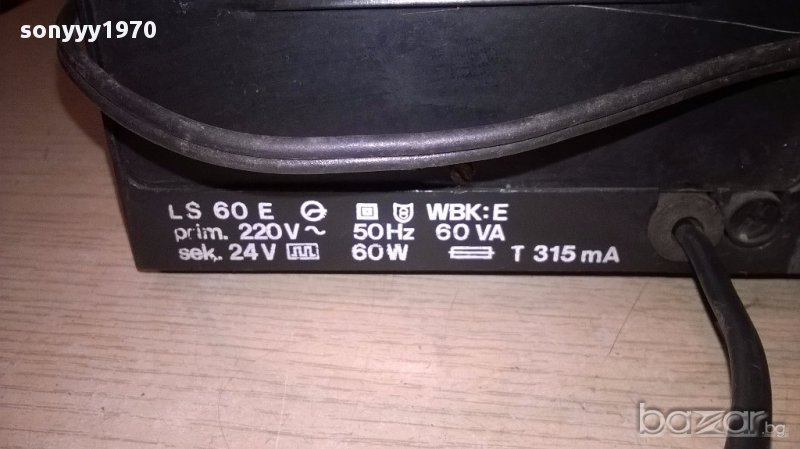 sonyyy1970
LS 60 E WBK:E
prim. 220V~ 50Hz 60 VA
sek. 24V 60W T 315 mA
bazar.bg